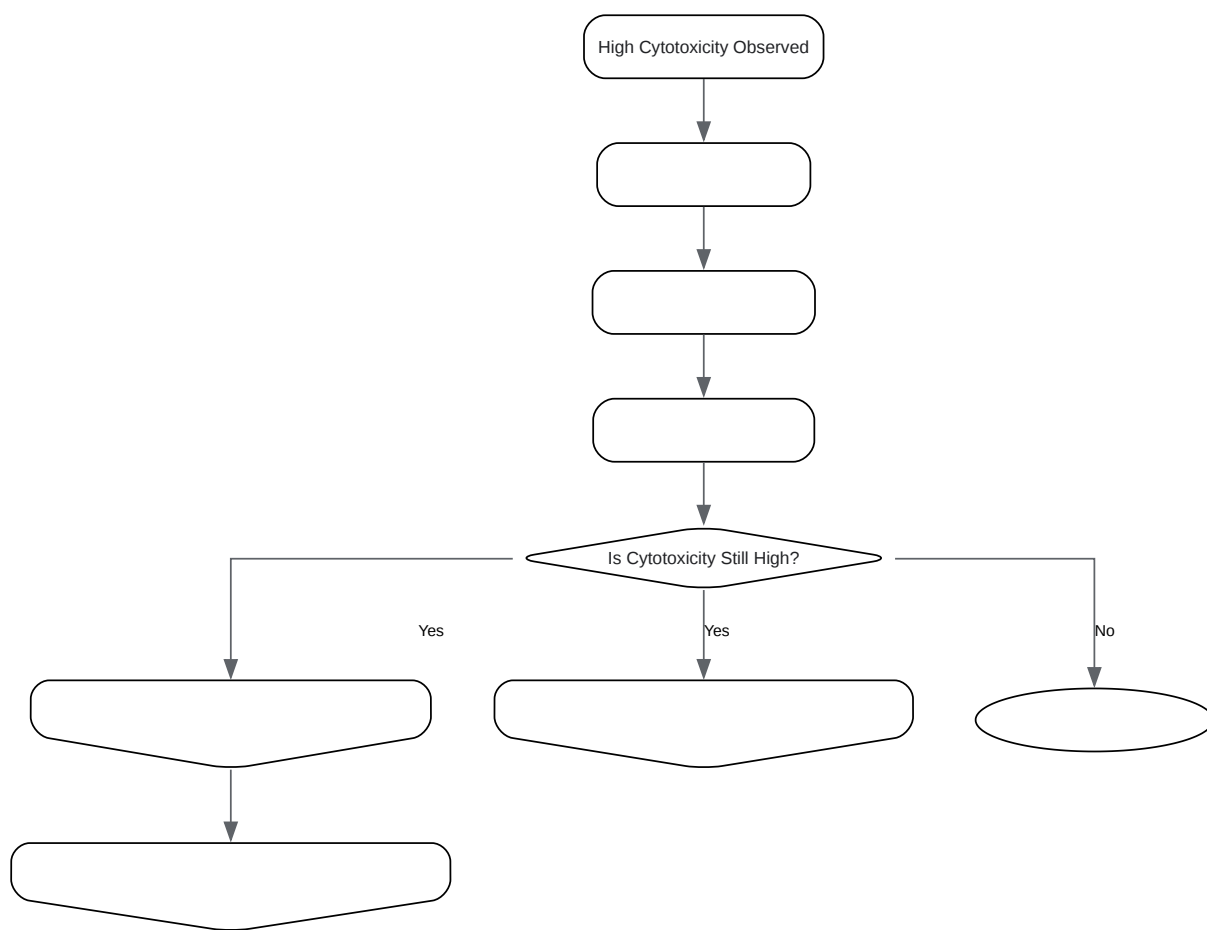 High Cytotoxicity Observed
Is Cytotoxicity Still High?
Yes
Yes
No